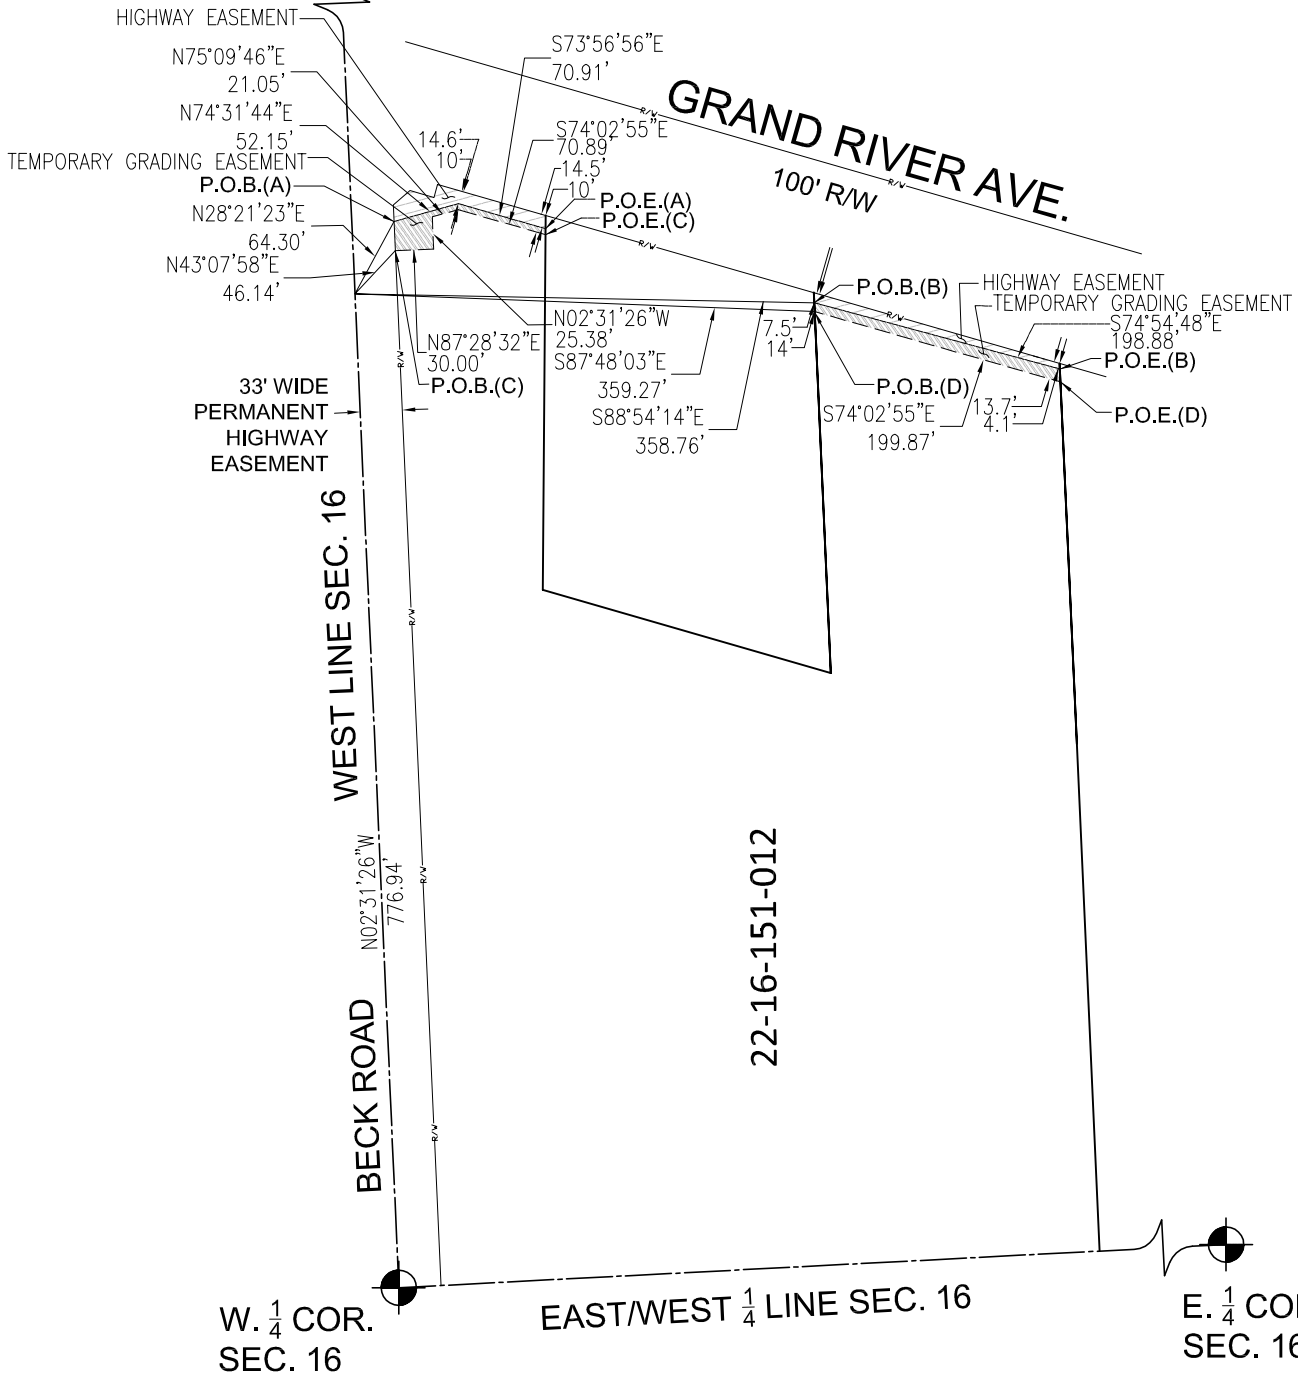 HIGHWAY EASEMENT
N75°09'46"E
21.05'
N74°31'44"E
52.15'
TEMPORARY GRADING EASEMENT
P.O.B.(A)
N28°21'23"E
64.30'
N43°07'58"E
46.14'
S73°56'56"E
70.91'
14.6'
10'
S74°02'55"E
70.89'
14.5'
10'
P.O.E.(A)
P.O.E.(C)
R/W
GRAND RIVER AVE.
R/W
100' R/W
R/W
P.O.B.(B)
R/W
HIGHWAY EASEMENT
TEMPORARY GRADING EASEMENT
S74°54'48"E
198.88'
P.O.E.(B)
7.5'
14'
N02°31'26"W
25.38'
N87°28'32"E
30.00'
P.O.B.(C)
S87°48'03"E
359.27'
S88°54'14"E
358.76'
P.O.B.(D)
S74°02'55"E
199.87'
13.7'
4.1'
P.O.E.(D)
R/W
33' WIDE
PERMANENT
HIGHWAY
EASEMENT
WEST LINE SEC. 16
R/W
N02°31'26"W
776.94'
R/W
22-16-151-012
BECK ROAD
R/W
W. 1/4 COR.
SEC. 16
EAST/WEST 1/4 LINE SEC. 16
E. 1/4 CO
SEC. 16